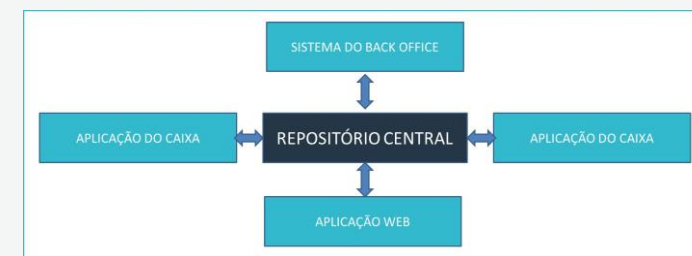 SISTEMA DO BACK OFFICE
APLICAÇÃO DO CAIXA
REPOSITÓRIO CENTRAL
APLICAÇÃO DO CAIXA
APLICAÇÃO WEB